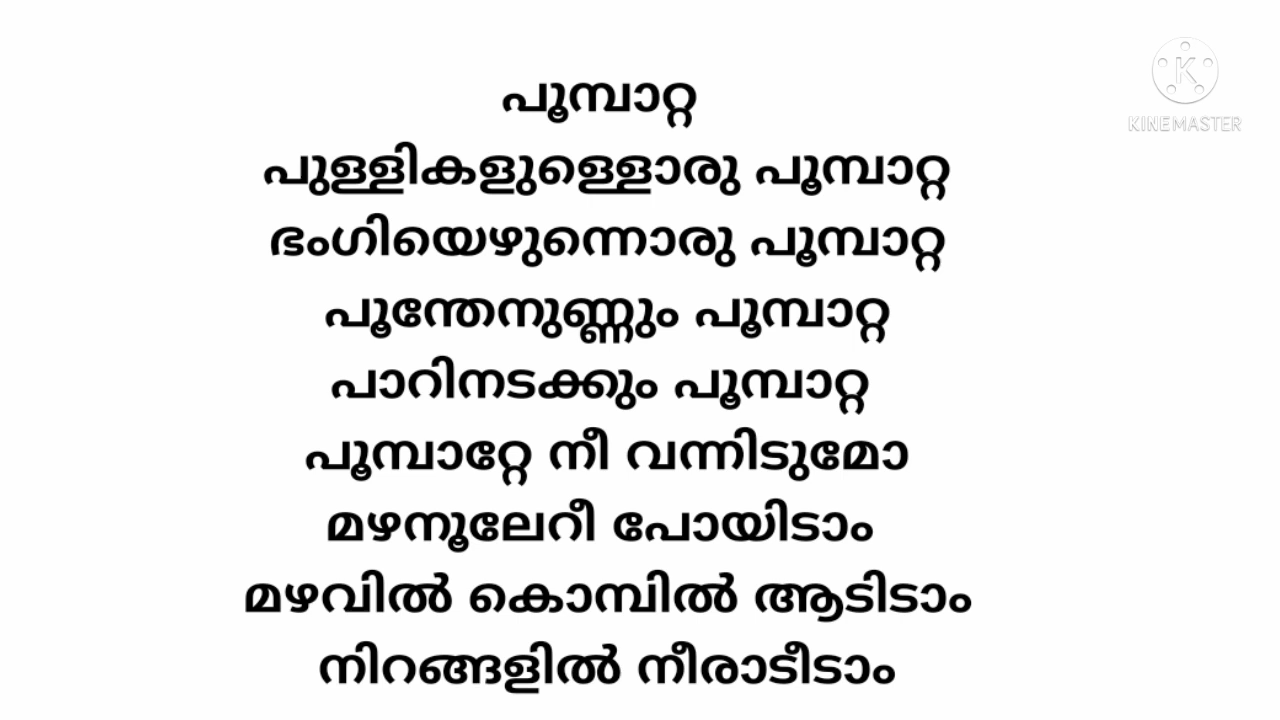 പൂമ്പാറ്റ
പുള്ളികളുള്ളൊരു പൂമ്പാറ്റ
ഭംഗിയെഴുന്നൊരു പൂമ്പാറ്റ
പൂന്തേനുണ്ണും പൂമ്പാറ്റ
പാറിനടക്കും പൂമ്പാറ്റ
പൂമ്പാറ്റേ നീ വന്നിടുമോ
മഴനൂലേറീ പോയിടാം
മഴവിൽ കൊമ്പിൽ ആടിടാം
നിറങ്ങളിൽ നീരാടീടാം
K
KINEMASTER